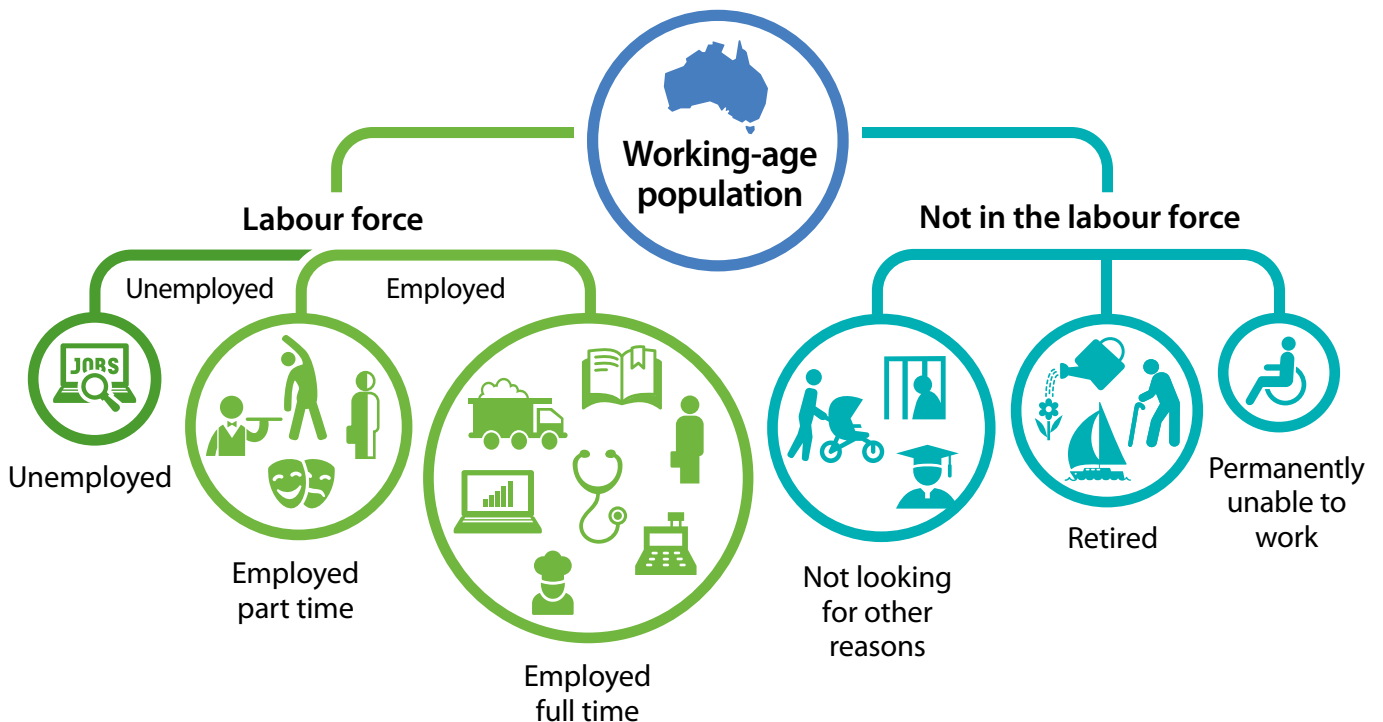 Working-age
population
Labour force
Not in the labour force
Unemployed
Employed
JOBS
Unemployed
Employed
part time
Employed
full time
Not looking
for other
reasons
Retired
Permanently
unable to
work